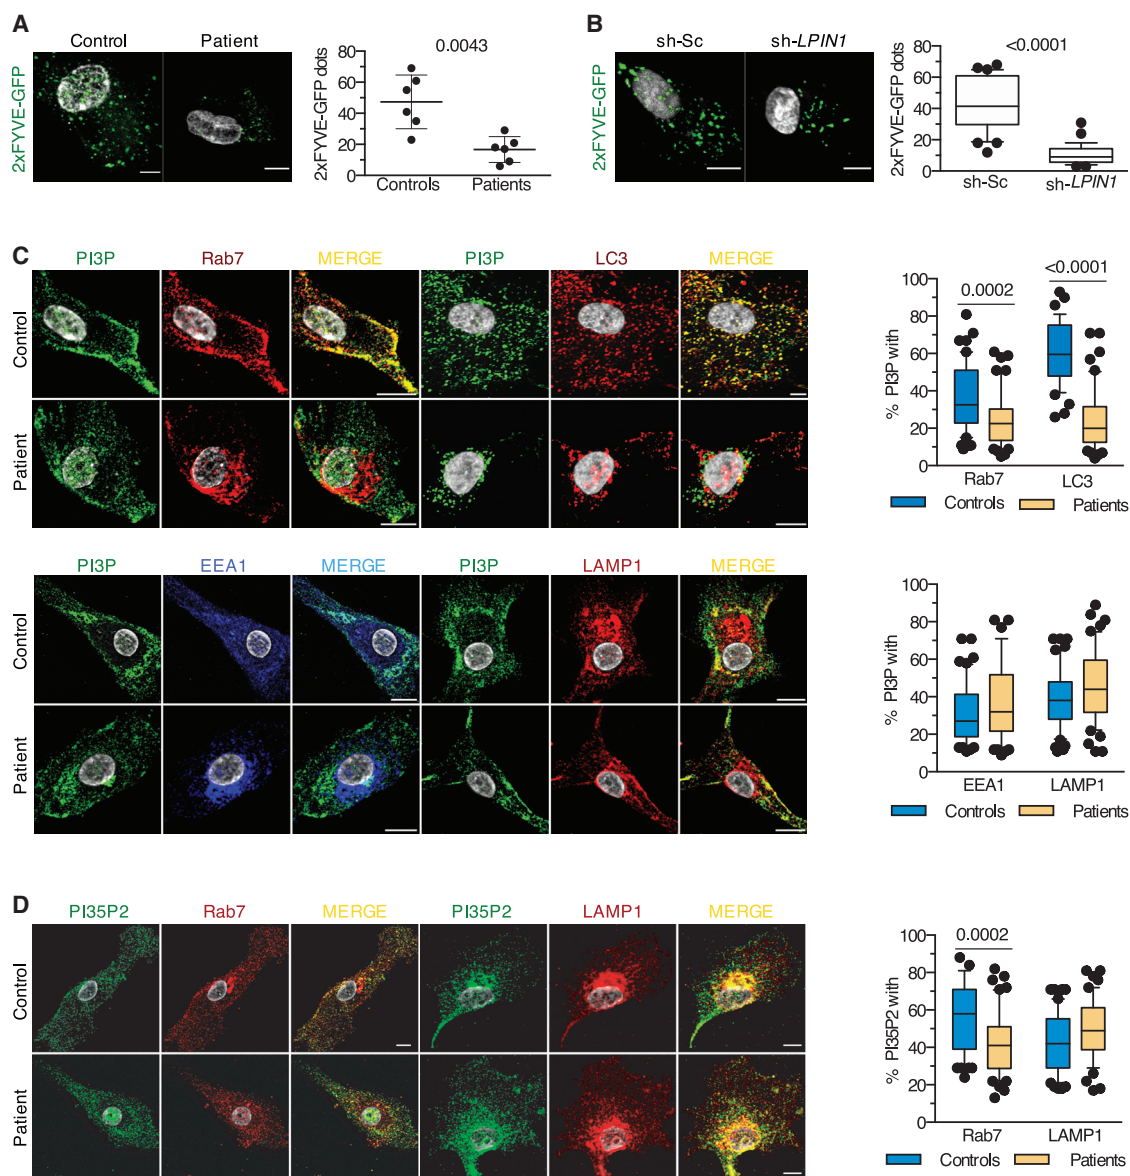 A
Control
Patient
2xFYVE-GFP
2xFYVE-GFP dots
80
60
40
20
0
0.0043
Controls
Patients
B
sh-Sc
sh-LPIN1
2xFYVE-GFP
2xFYVE-GFP dots
80
60
40
20
0
<0.0001
sh-Sc
sh-LPIN1
C
PI3P
Rab7
MERGE
PI3P
LC3
MERGE
Control
Patient
% PI3P with
100
80
60
40
20
0
0.0002
<0.0001
Rab7
LC3
Controls
Patients
PI3P
EEA1
MERGE
PI3P
LAMP1
MERGE
Control
Patient
% PI3P with
100
80
60
40
20
0
EEA1
LAMP1
Controls
Patients
D
PI35P2
Rab7
MERGE
PI35P2
LAMP1
MERGE
Control
Patient
% PI35P2 with
100
80
60
40
20
0
0.0002
Rab7
LAMP1
Controls
Patients